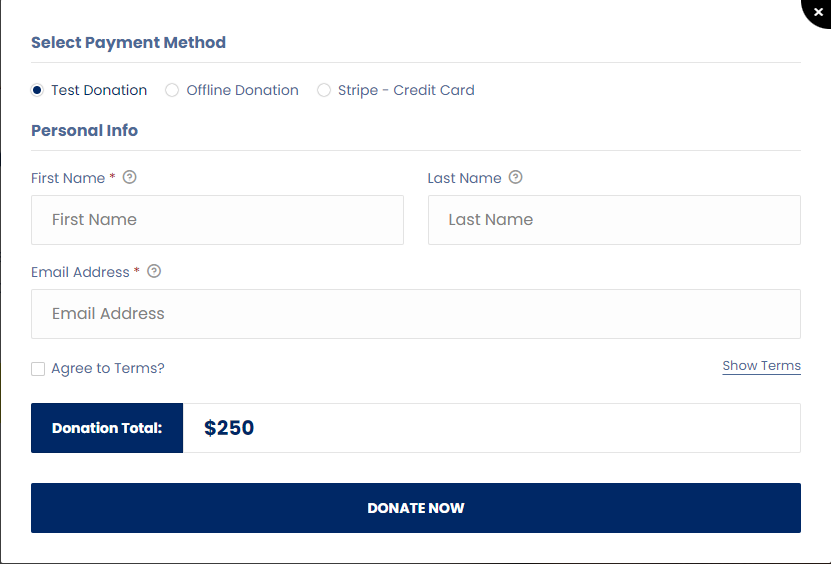 Select Payment Method
Test Donation Offline Donation Stripe - Credit Card
Personal Info
First Name * Last Name
First Name Last Name
Email Address *
Email Address
Agree to Terms? Show Terms
Donation Total: $250
DONATE NOW